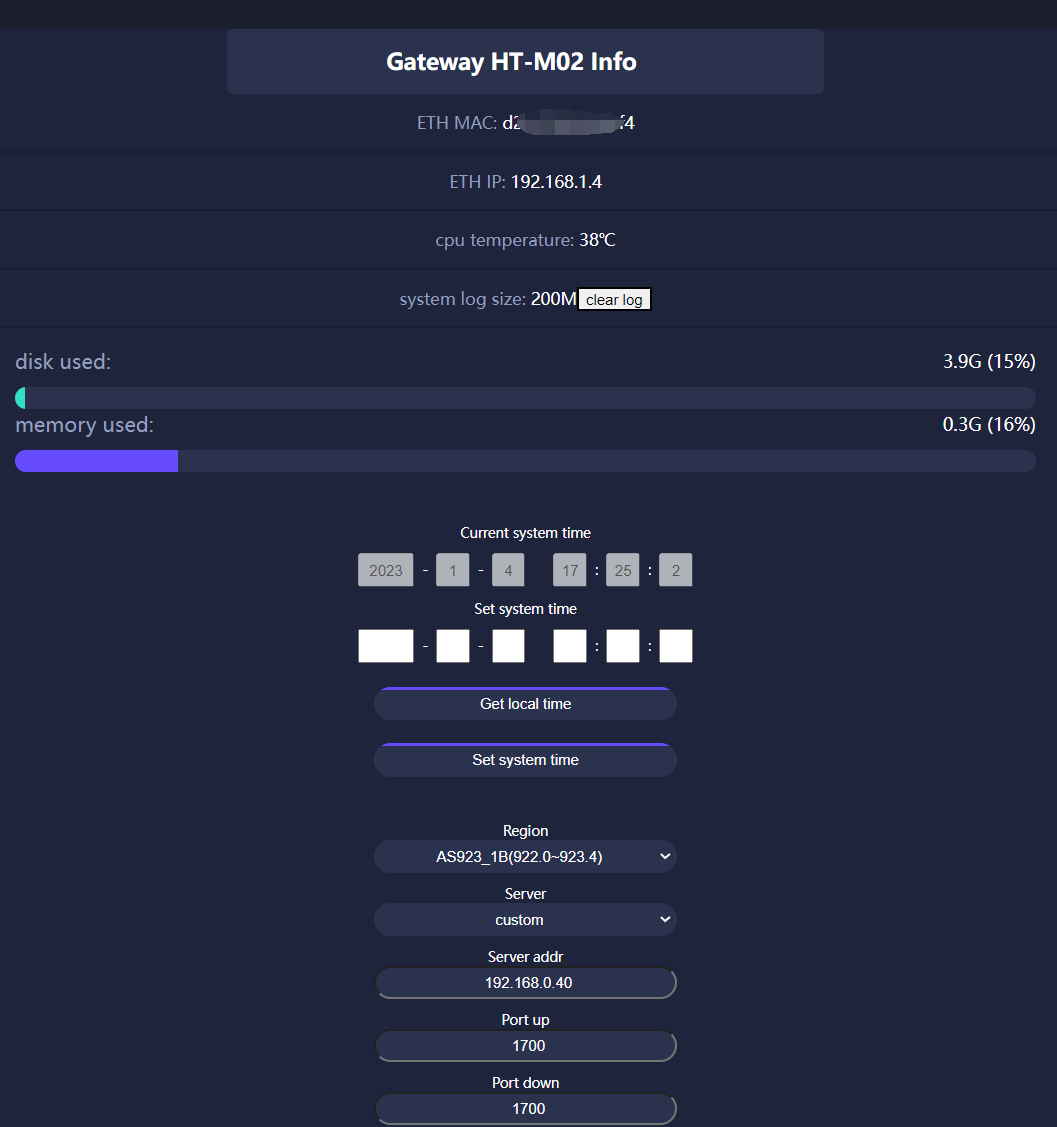 Gateway HT-M02 Info
ETH MAC: d2 f4
ETH IP: 192.168.1.4
cpu temperature: 38℃
system log size: 200M clear log
disk used: 3.9G (15%)
memory used: 0.3G (16%)
Current system time
2023 - 1 - 4 17 : 25 : 2
Set system time
- - : :
Get local time
Set system time
Region
AS923_1B(922.0~923.4)
Server
custom
Server addr
192.168.0.40
Port up
1700
Port down
1700